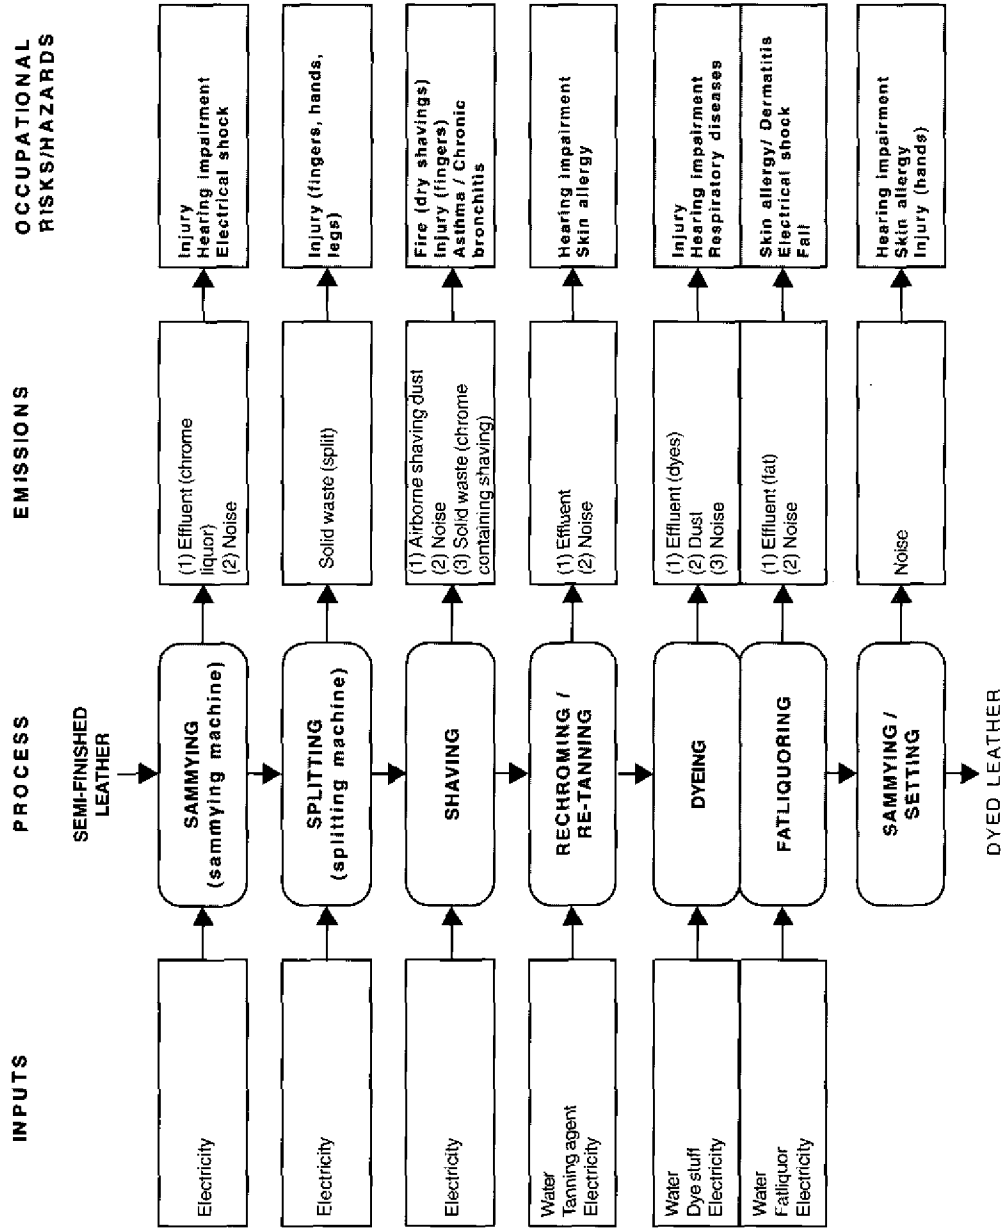 INPUTS
PROCESS
EMISSIONS
OCCUPATIONAL
RISKS/HAZARDS
SEMI-FINISHED
LEATHER
Electricity
SAMMYING
(sammying machine)
(1) Effluent (chrome
liquor)
(2) Noise
Injury
Hearing impairment
Electrical shock
Electricity
SPLITTING
(splitting machine)
Solid waste (split)
Injury (fingers, hands,
legs)
Electricity
SHAVING
(1) Airborne shaving dust
(2) Noise
(3) Solid waste (chrome
containing shaving)
Fire (dry shavings)
Injury (fingers)
Asthma / Chronic
bronchitis
Water
Tanning agent
Electricity
RECHROMING /
RE-TANNING
(1) Effluent
(2) Noise
Hearing impairment
Skin allergy
Water
Dye stuff
Electricity
DYEING
(1) Effluent (dyes)
(2) Dust
(3) Noise
Injury
Hearing impairment
Respiratory diseases
Water
Fatliquor
Electricity
FATLIQUORING
(1) Effluent (fat)
(2) Noise
Skin allergy/ Dermatitis
Electrical shock
Fall
SAMMYING /
SETTING
Noise
Hearing impairment
Skin allergy
Injury (hands)
DYED LEATHER